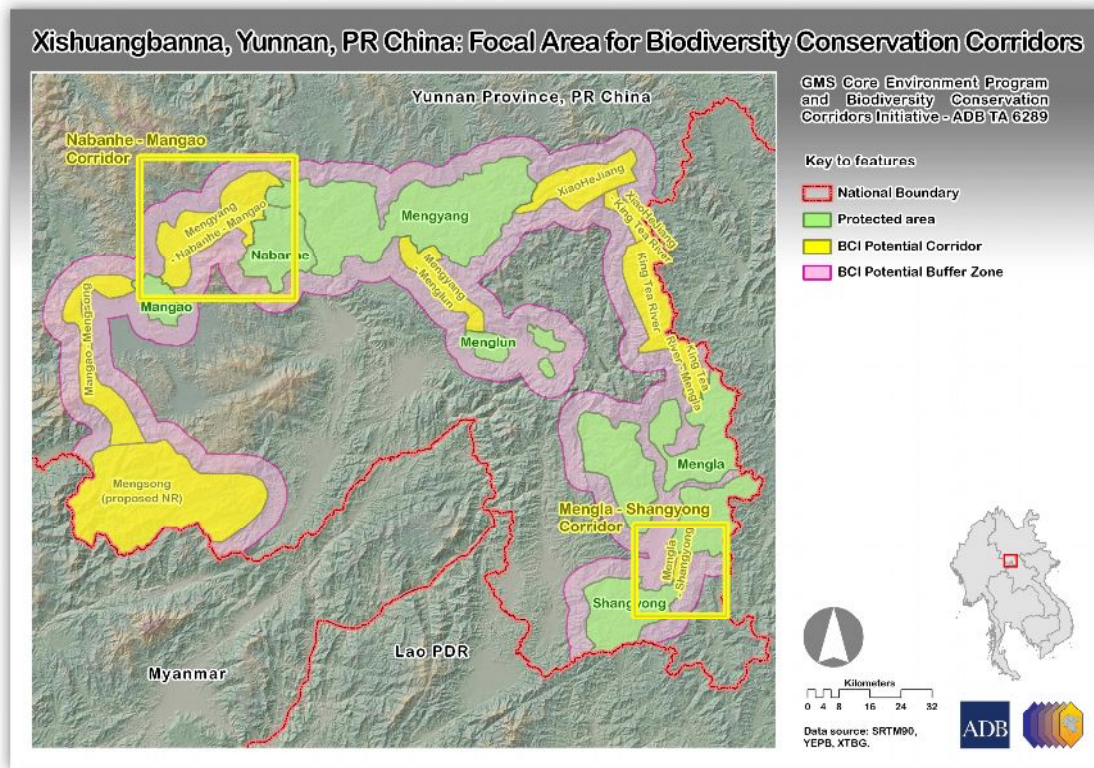 Xishuangbanna, Yunnan, PR China: Focal Area for Biodiversity Conservation Corridors
Yunnan Province, PR China
Nabanhe - Mangao
Corridor
XiaoHeJiang
Mengyang
Mengyang
- Nabanhe - Mangao
Nabanhe
XiaoHeJiang
- King Tea River
Mengyang
- Menglun
King Tea River
Mangao
Mangao - Mengsong
Menglun
King Tea
River - Mengla
Mengla
Mengsong
(proposed NR)
Mengla - Shangyong
Corridor
Mengla
- Shangyong
Shangyong
Lao PDR
Myanmar
GMS Core Environment Program
and Biodiversity Conservation
Corridors Initiative - ADB TA 6289
Key to features
National Boundary
Protected area
BCI Potential Corridor
BCI Potential Buffer Zone
Kilometers
0 4 8 16 24 32
Data source: SRTM90,
YEPB, XTBG.
ADB